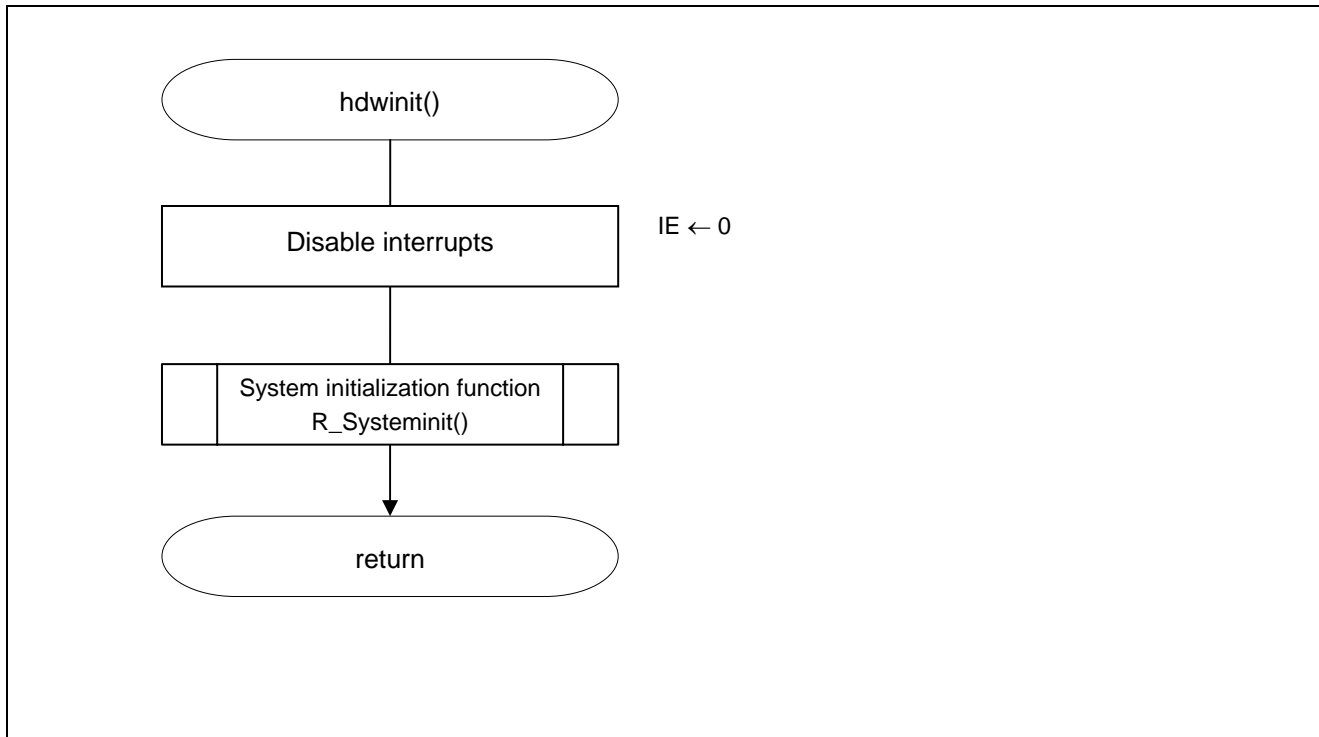 hdwinit()
Disable interrupts
IE ← 0
System initialization function
R_Systeminit()
return